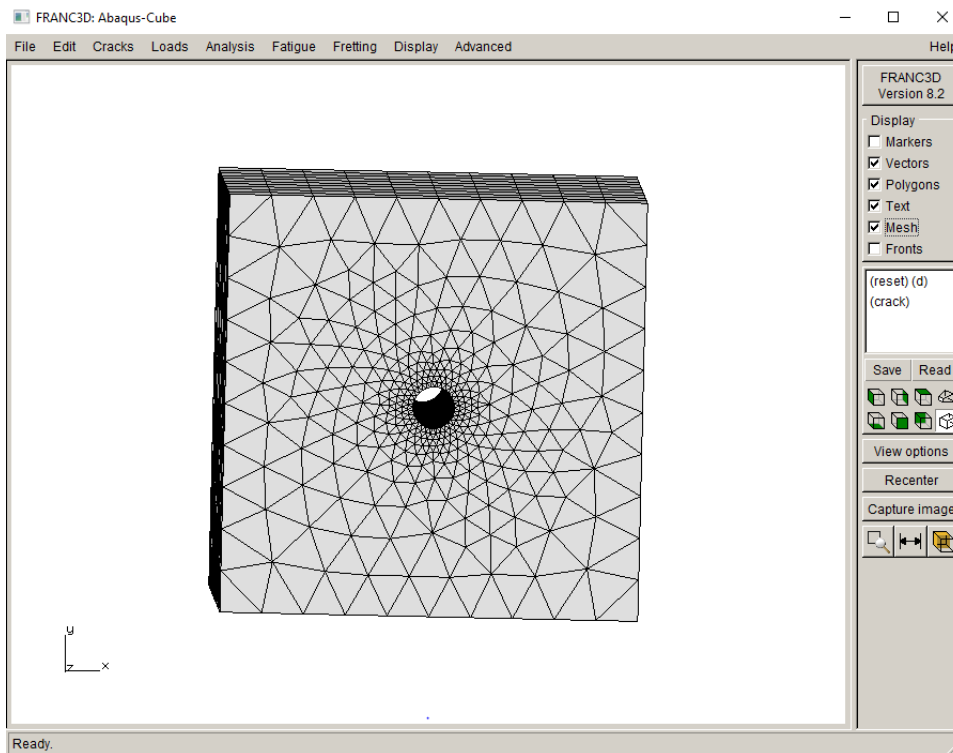 FRANC3D: Abaqus-Cube
File Edit Cracks Loads Analysis Fatigue Fretting Display Advanced Help
FRANC3D
Version 8.2
Display
Markers
Vectors
Polygons
Text
Mesh
Fronts
(reset) (d)
(crack)
Save Read
View options
Recenter
Capture image
y
z x
Ready.